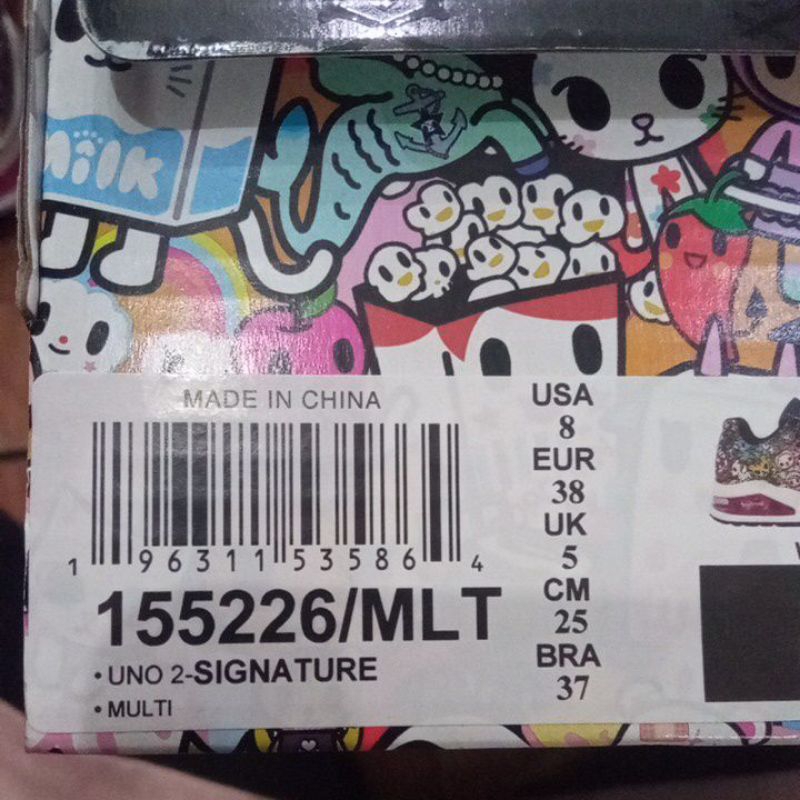 Milk
MADE IN CHINA
1 96311 53586 4
155226/MLT
• UNO 2-SIGNATURE
• MULTI
USA
8
EUR
38
UK
5
CM
25
BRA
37